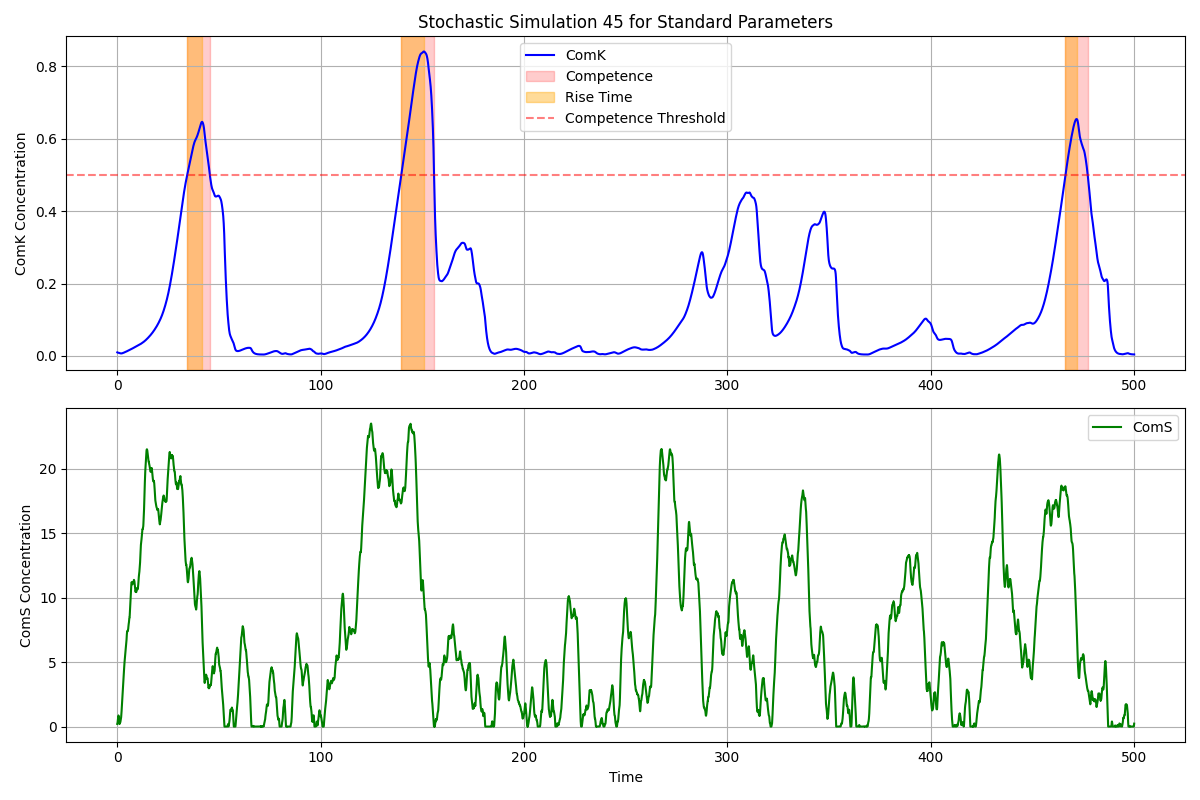 Stochastic Simulation 45 for Standard Parameters
ComK Concentration
0.8
0.6
0.4
0.2
0.0
ComK
Competence
Rise Time
Competence Threshold
0 100 200 300 400 500
ComS Concentration
20
15
10
5
0
ComS
0 100 200 300 400 500
Time